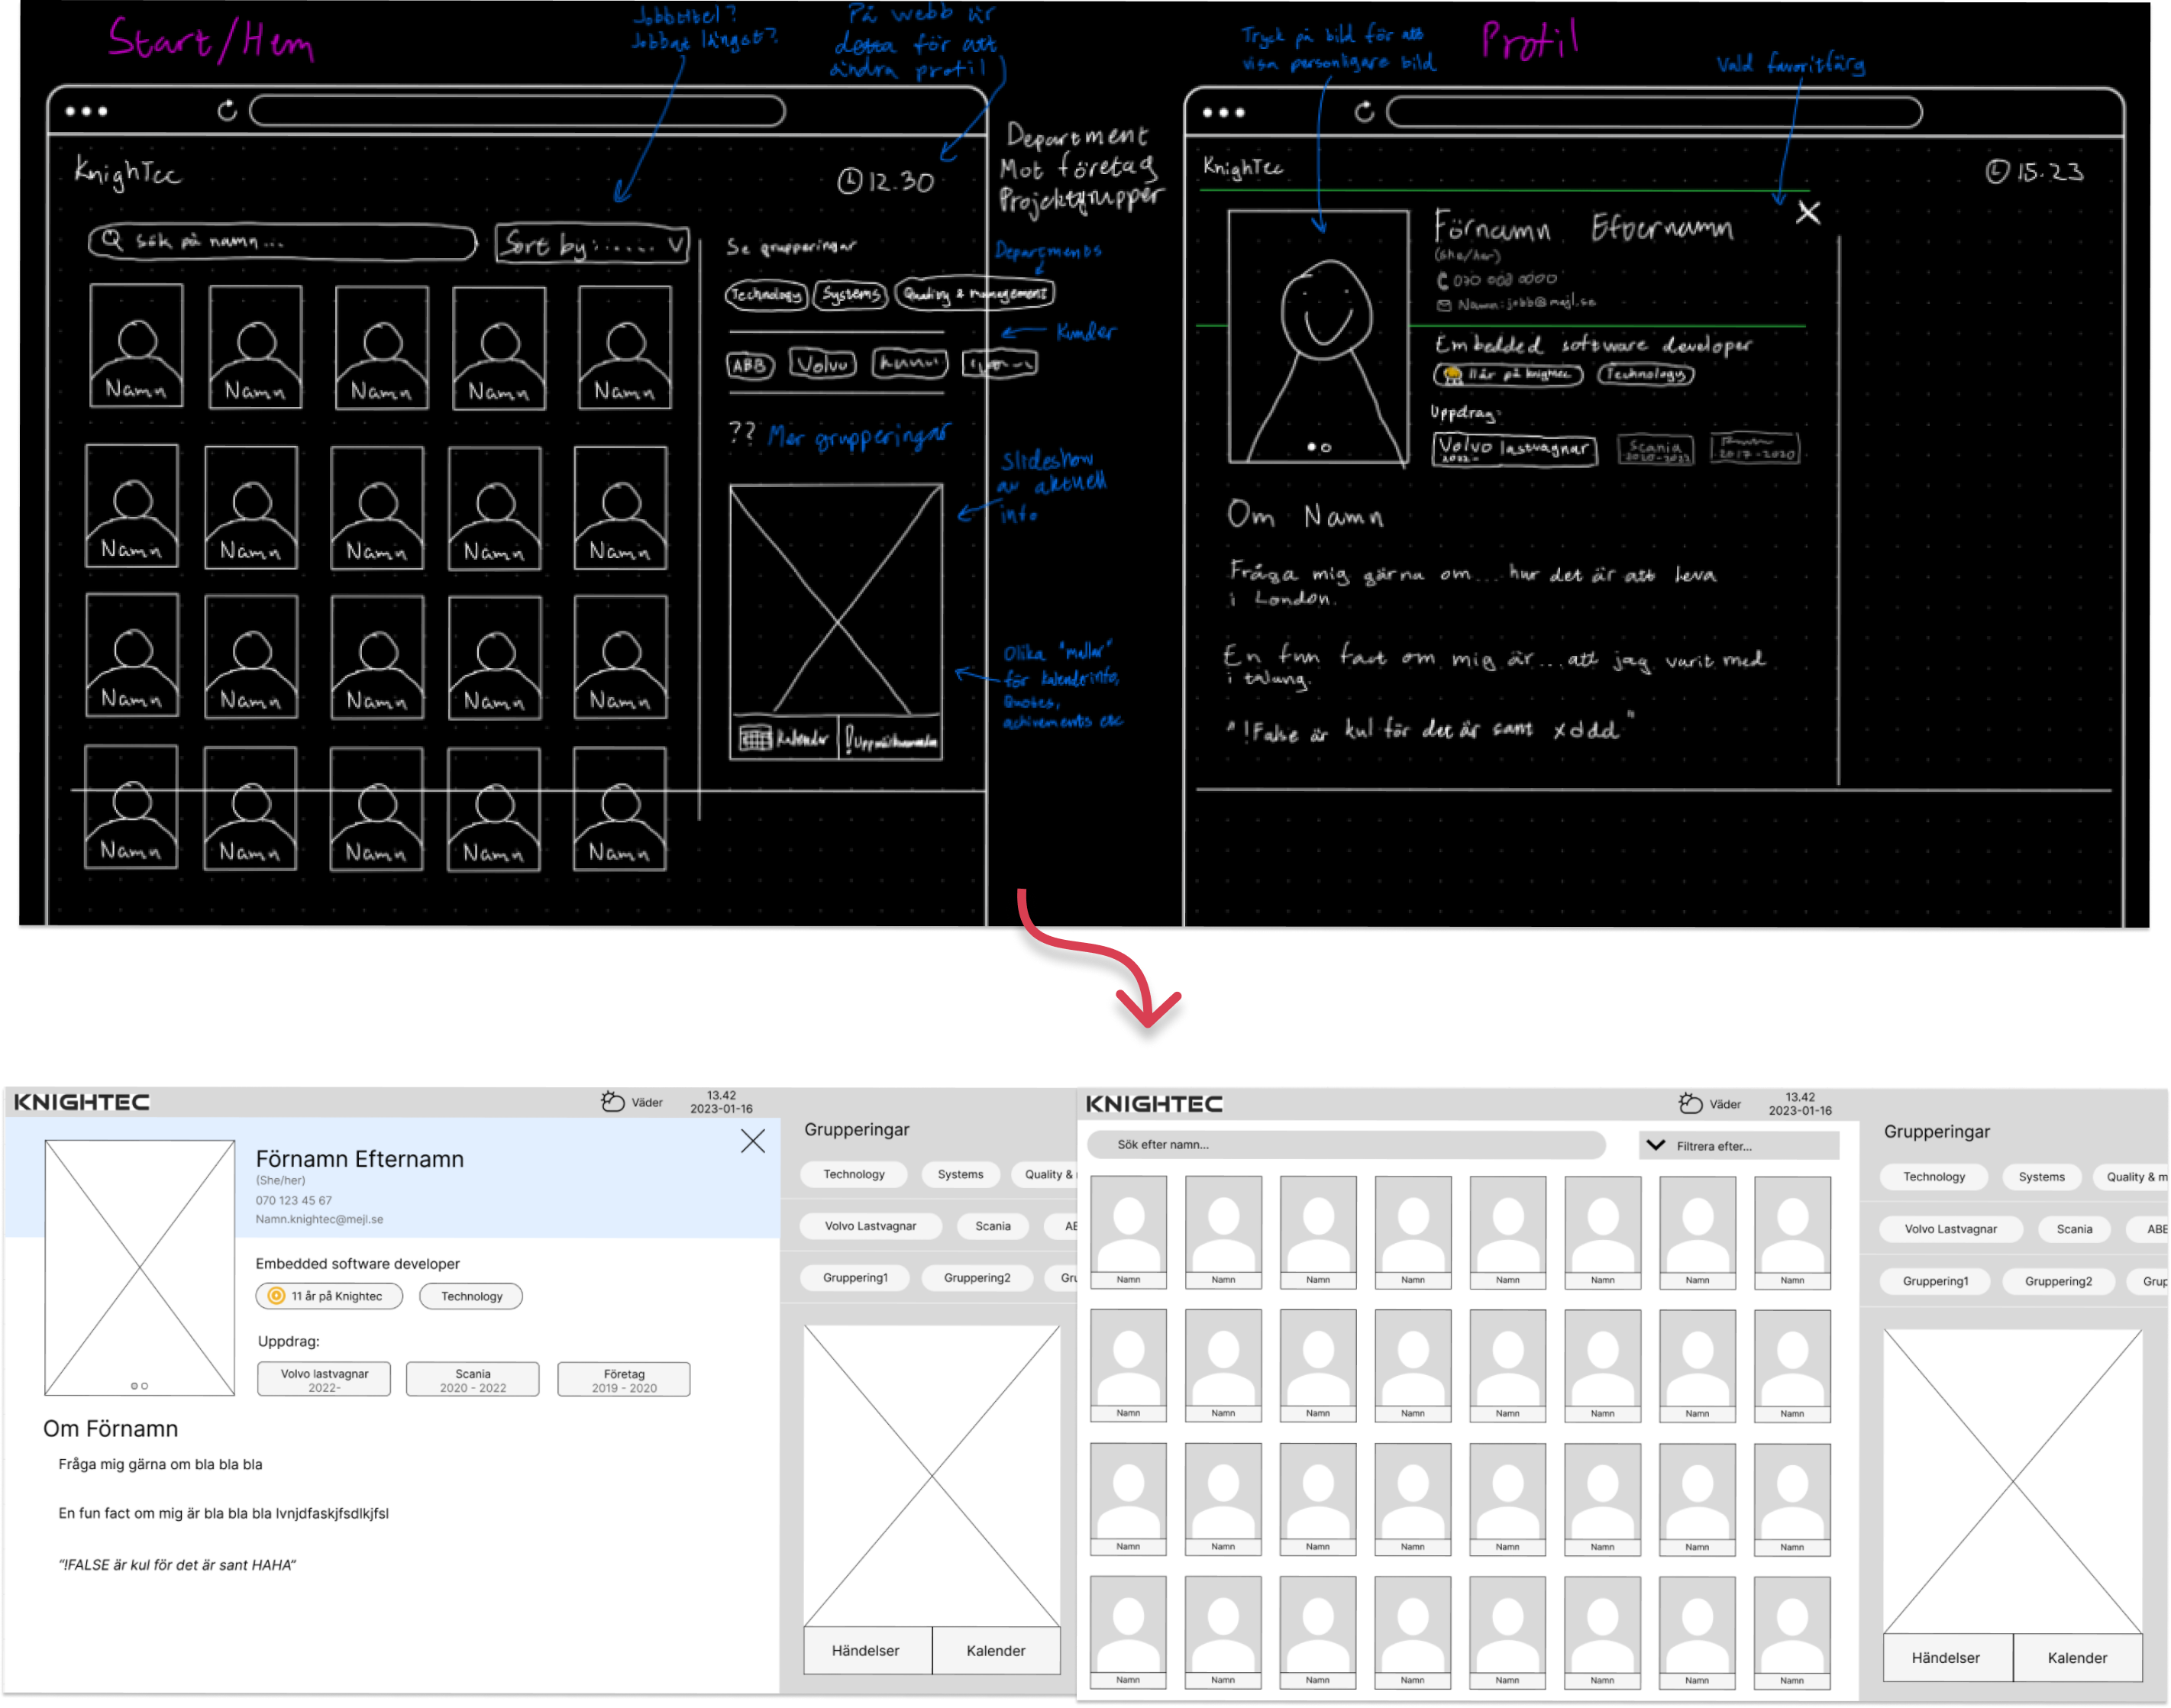 Start/Hem
Jobbtitel?
Jobbat längst?
På webb är
detta för att
ändra profil
KnighTec
12.30
Sök på namn...
Sort by:...... V
Namn Namn Namn Namn Namn
Namn Namn Namn Namn Namn
Namn Namn Namn Namn Namn
Namn Namn Namn Namn Namn
Se grupperingar
Technology Systems Quality & management
ABB Volvo
?? Mer grupperingar
Kalender !Uppmärksamma
Department
Mot företag
Projektgrupper
Departments
Kunder
Slideshow
av aktuell
info
Olika "mallar"
för kalenderinfo,
Quotes,
achivements etc
Tryck på bild för att
visa personligare bild
Profil
Vald favoritfärg
KnighTec
15.23
Förnamn Efternamn
(she/her)
070 000 0000
Namn.jobb@mejl.se
Embedded software developer
11 år på knightec Technology
Uppdrag:
Volvo lastvagnar
2022-
Scania
2020-2022
2017-2020
Om Namn
Fråga mig gärna om... hur det är att leva
i London.
En fun fact om mig är... att jag varit med
i talang.
"!False är kul för det är sant xddd"
KNIGHTEC
Väder
13.42
2023-01-16
Förnamn Efternamn
(She/her)
070 123 45 67
Namn.knightec@mejl.se
Embedded software developer
11 år på Knightec Technology
Uppdrag:
Volvo lastvagnar
2022-
Scania
2020 - 2022
Företag
2019 - 2020
Om Förnamn
Fråga mig gärna om bla bla bla
En fun fact om mig är bla bla bla lvnjdfaskjfsdlkjfsl
"!FALSE är kul för det är sant HAHA"
Grupperingar
Technology Systems Quality &
Volvo Lastvagnar Scania AB
Gruppering1 Gruppering2 Gru
Händelser Kalender
KNIGHTEC
Väder
13.42
2023-01-16
Sök efter namn...
Filtrera efter...
Namn Namn Namn Namn Namn Namn Namn Namn
Namn Namn Namn Namn Namn Namn Namn Namn
Namn Namn Namn Namn Namn Namn Namn Namn
Namn Namn Namn Namn Namn Namn Namn Namn
Grupperingar
Technology Systems Quality & m
Volvo Lastvagnar Scania ABB
Gruppering1 Gruppering2 Grup
Händelser Kalender